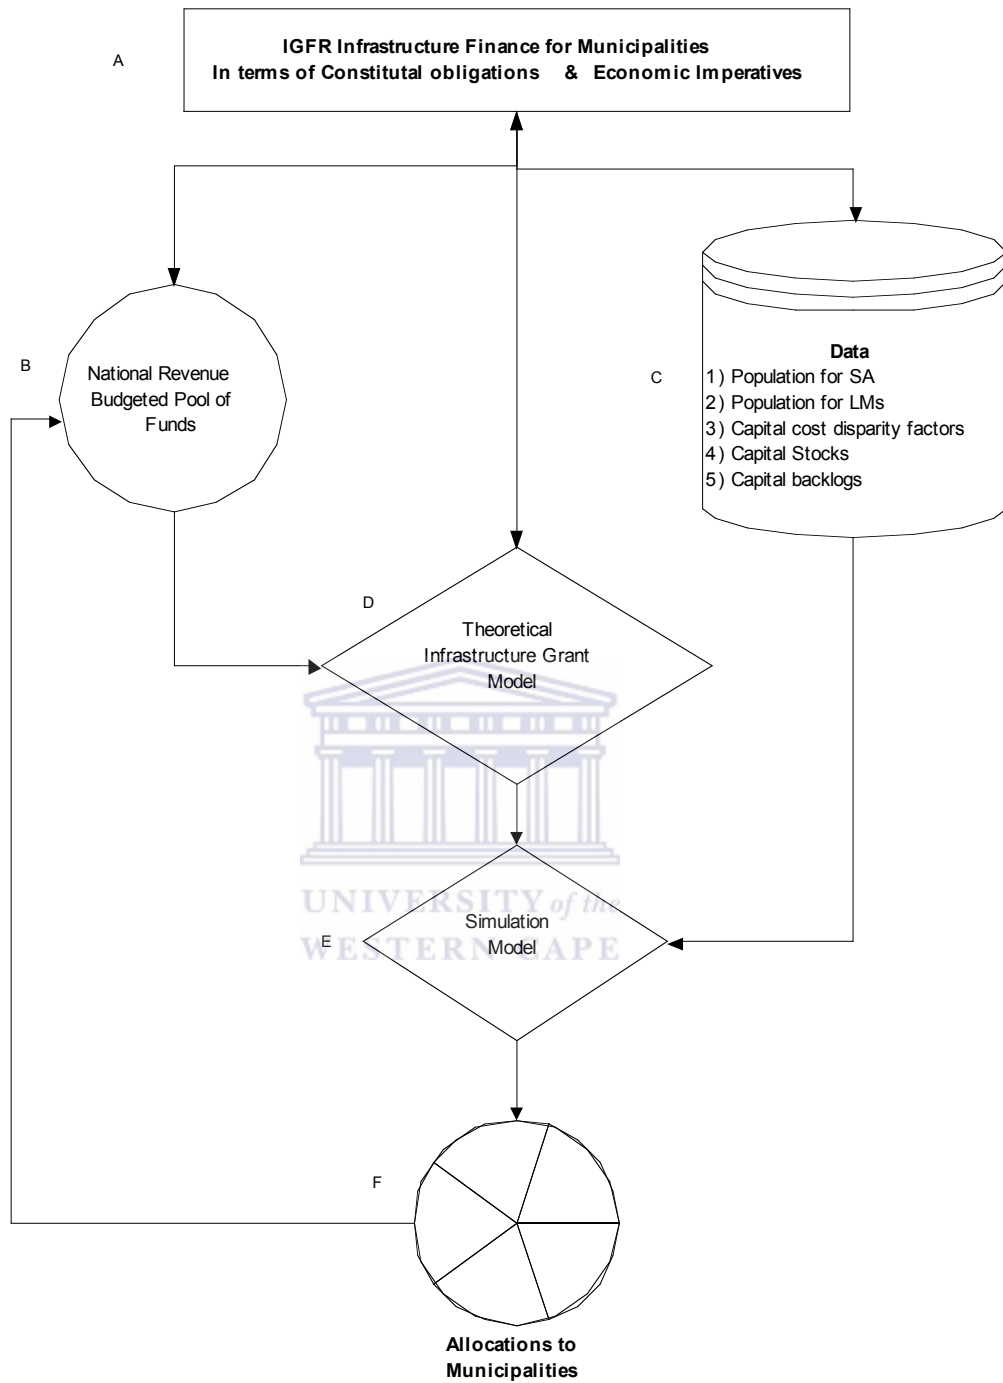 A
IGFR Infrastructure Finance for Municipalities
In terms of Constitutal obligations & Economic Imperatives
B
National Revenue
Budgeted Pool of
Funds
C
Data
1) Population for SA
2) Population for LMs
3) Capital cost disparity factors
4) Capital Stocks
5) Capital backlogs
D
Theoretical
Infrastructure Grant
Model
UNIVERSITY of the
WESTERN CAPE
E
Simulation
Model
F
Allocations to
Municipalities